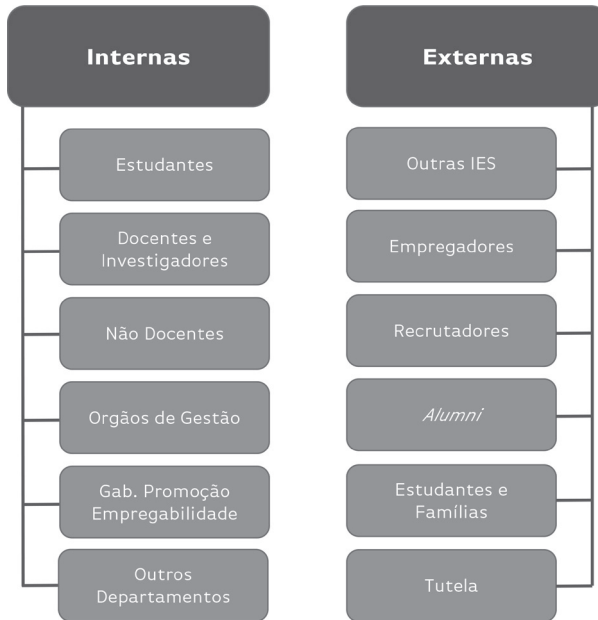 Internas
Estudantes
Docentes e
Investigadores
Não Docentes
Orgãos de Gestão
Gab. Promoção
Empregabilidade
Outros
Departamentos
Externas
Outras IES
Empregadores
Recrutadores
Alumni
Estudantes e
Famílias
Tutela